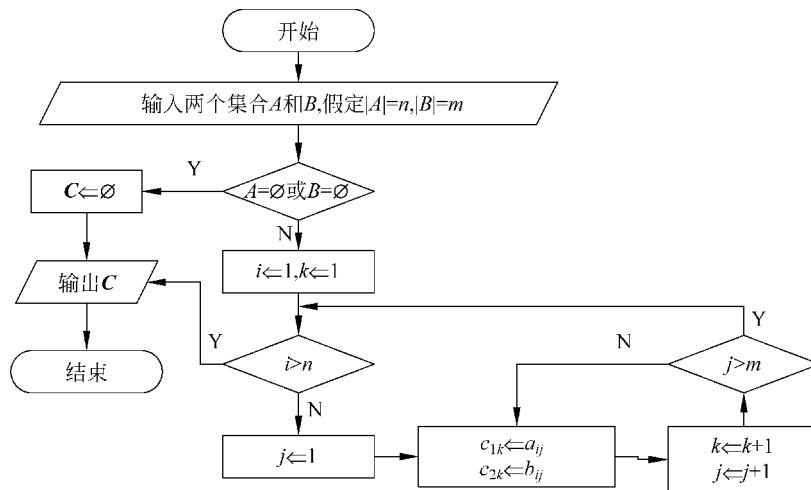 开始
输入两个集合A和B,假定|A|=n,|B|=m
Y
C⇐∅
A=∅或B=∅
N
i⇐1,k⇐1
输出C
Y
N
Y
结束
i>n
j>m
N
j⇐1
c1k⇐aij
c2k⇐bij
k⇐k+1
j⇐j+1